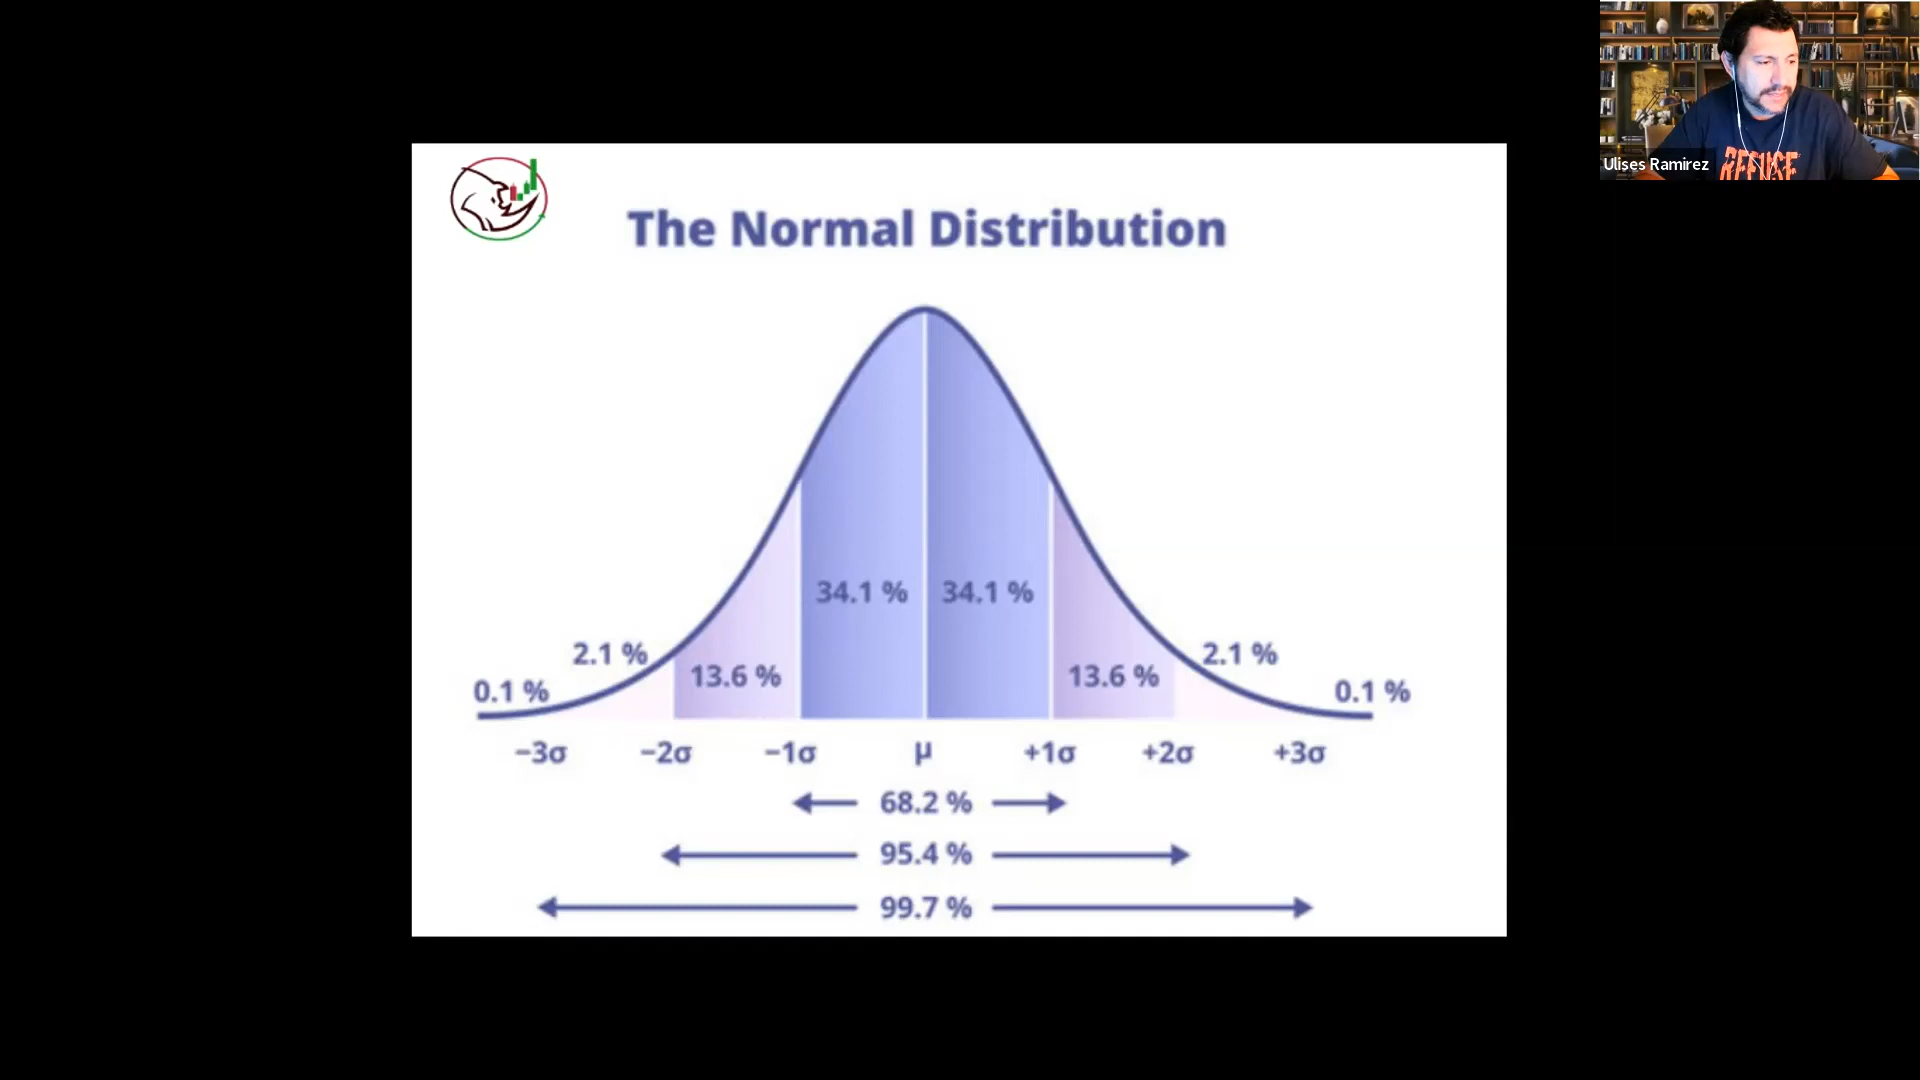 Ulises Ramirez
REFUSE
The Normal Distribution
34.1 % 34.1 %
2.1 % 2.1 %
13.6 % 13.6 %
0.1 % 0.1 %
−3σ −2σ −1σ μ +1σ +2σ +3σ
68.2 %
95.4 %
99.7 %